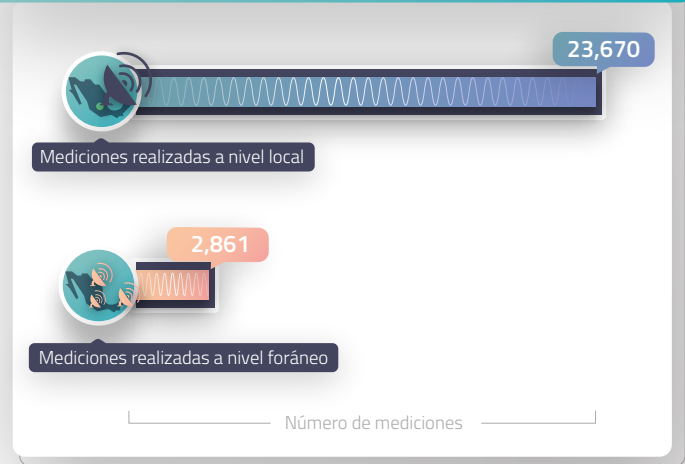 23,670
Mediciones realizadas a nivel local
2,861
Mediciones realizadas a nivel foráneo
Número de mediciones